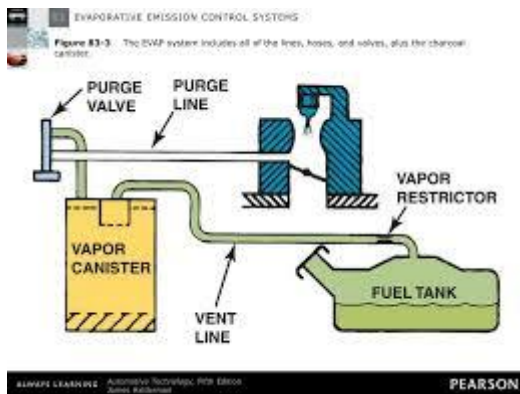 EVAPORATIVE EMISSION CONTROL SYSTEMS
Figure 83-3 The EVAP system includes all of the lines, hoses, and valves, plus the charcoal
canister.
PURGE
VALVE
PURGE
LINE
VAPOR
RESTRICTOR
VAPOR
CANISTER
FUEL TANK
VENT
LINE
ALWAYS LEARNING
Automotive Technology, Fifth Edition
James Halderman
PEARSON